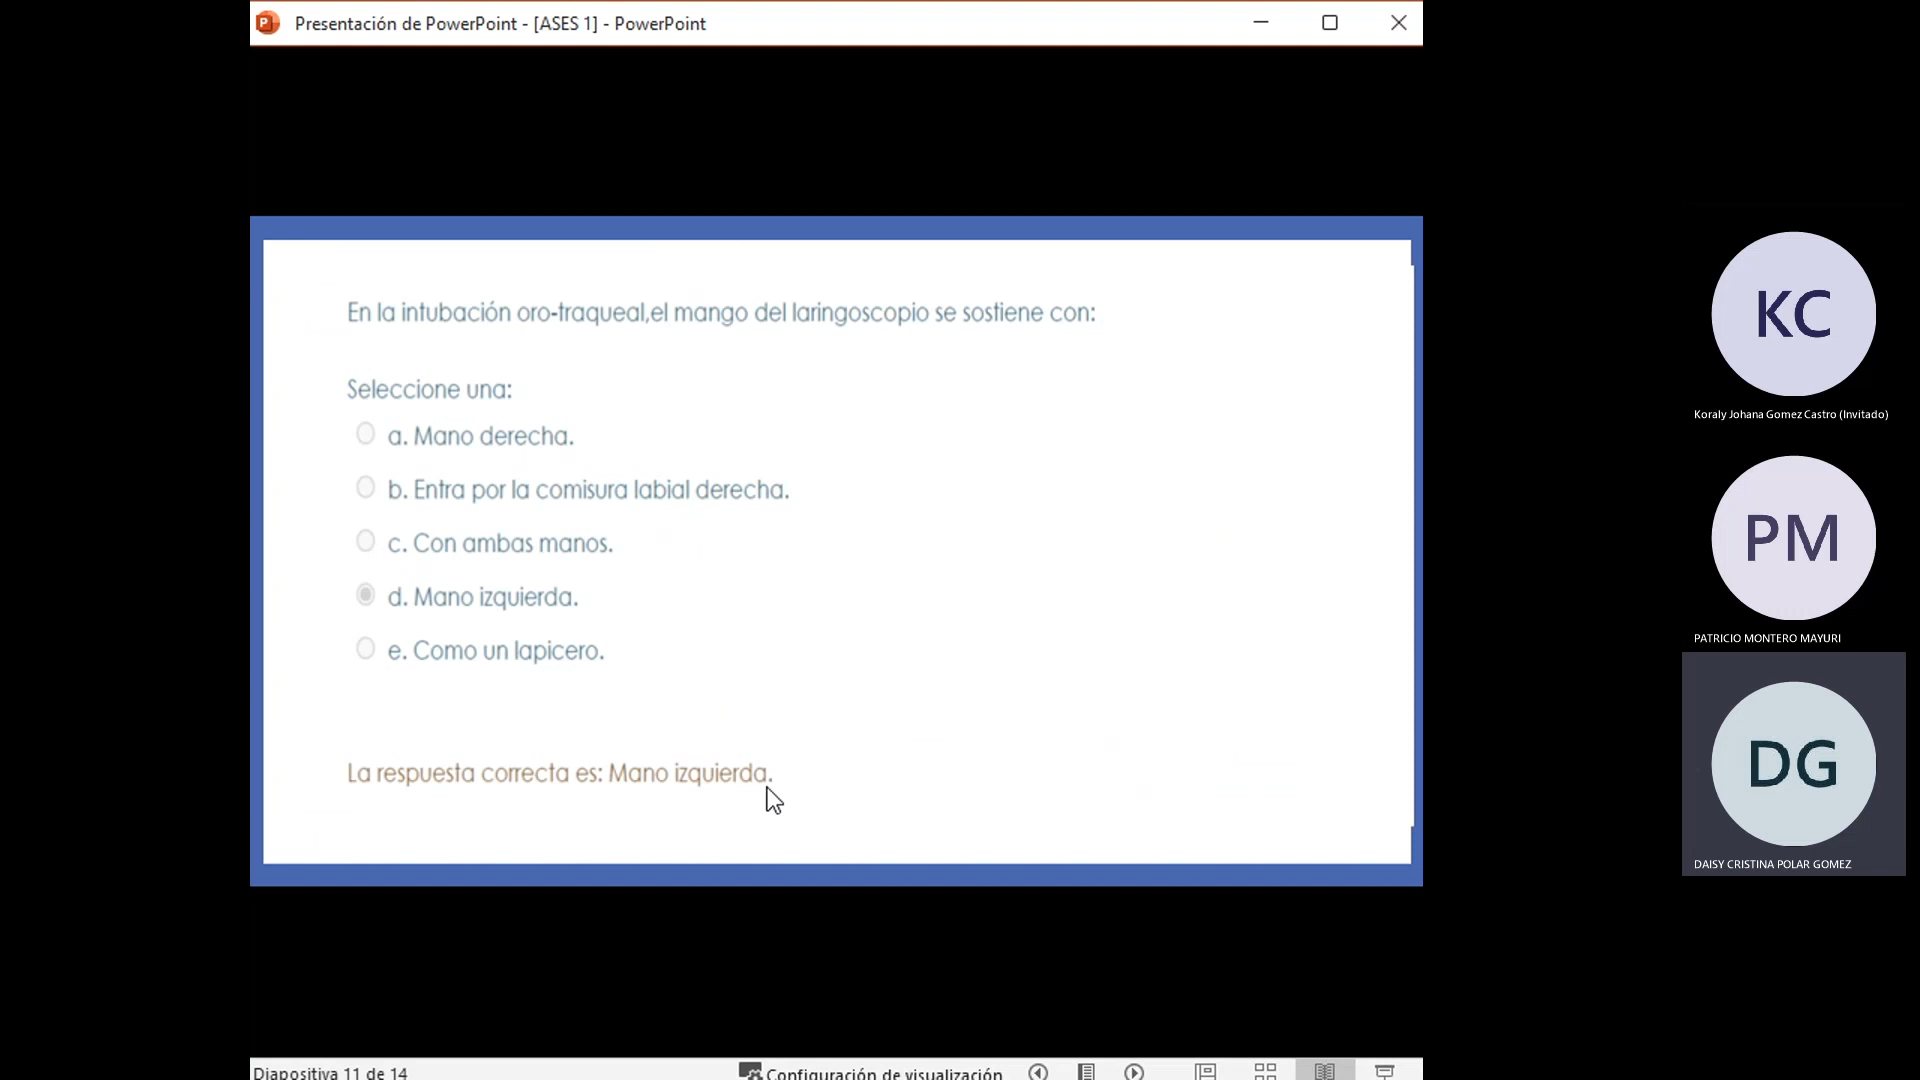 Presentación de PowerPoint - [ASES 1] - PowerPoint
En la intubación oro-traqueal,el mango del laringoscopio se sostiene con:
Seleccione una:
a. Mano derecha.
b. Entra por la comisura labial derecha.
c. Con ambas manos.
d. Mano izquierda.
e. Como un lapicero.
La respuesta correcta es: Mano izquierda.
KC
Koraly Johana Gomez Castro (Invitado)
PM
PATRICIO MONTERO MAYURI
DG
DAISY CRISTINA POLAR GOMEZ
Diapositiva 11 de 14
Configuración de visualización